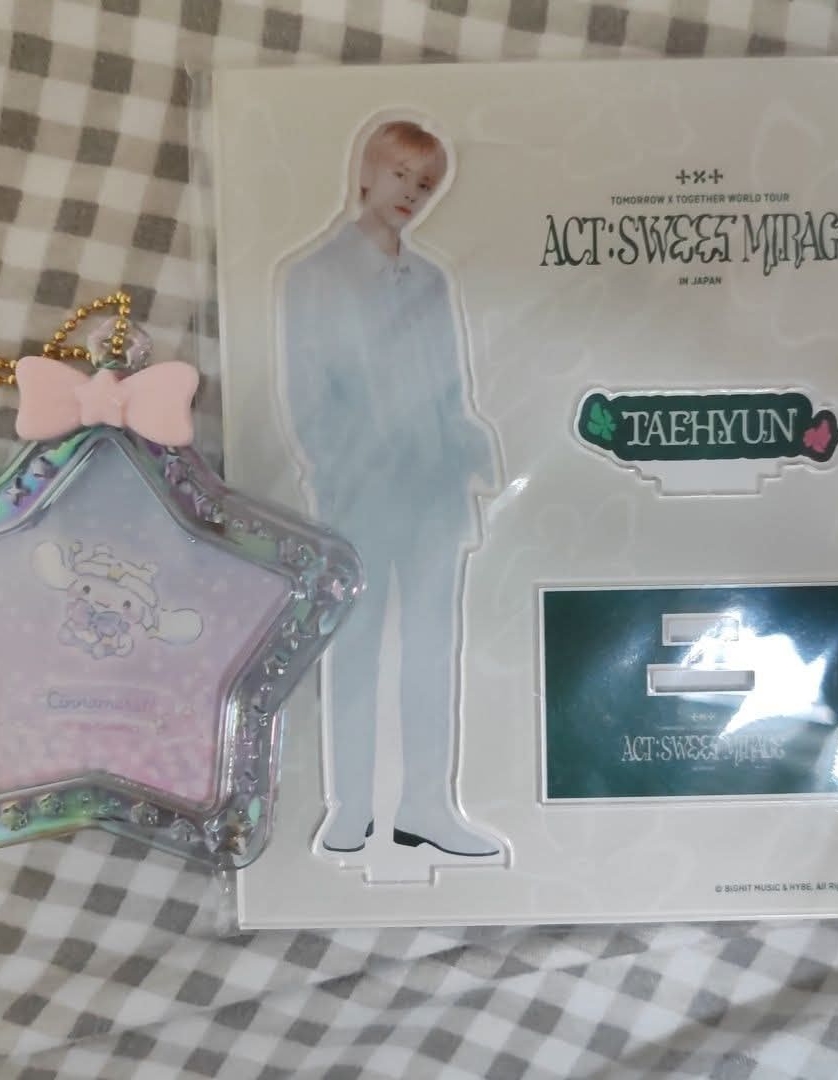 TOMORROW X TOGETHER WORLD TOUR
ACT:SWEET MIRAG
IN JAPAN
TAEHYUN
ACT:SWEET MIRAGE
© BIGHIT MUSIC & HYBE. All Ri